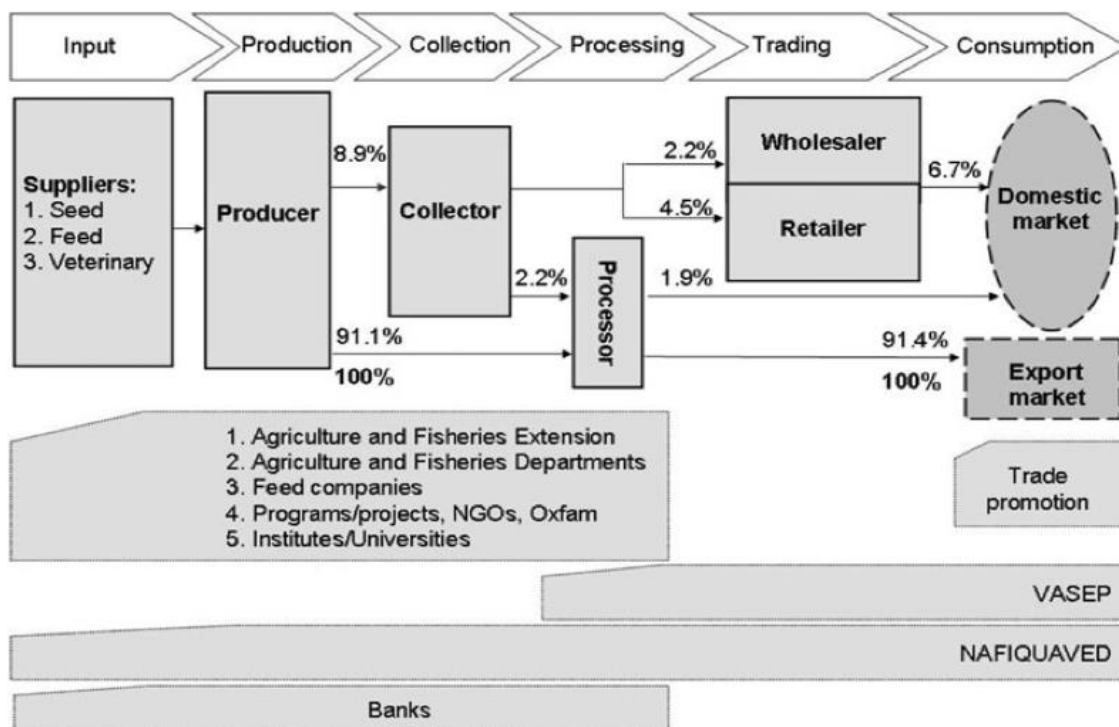 Input
Production
Collection
Processing
Trading
Consumption
Suppliers:
1. Seed
2. Feed
3. Veterinary
Producer
8.9%
Collector
2.2%
4.5%
Wholesaler
Retailer
6.7%
Domestic
market
2.2%
Processor
1.9%
91.1%
100%
91.4%
100%
Export
market
1. Agriculture and Fisheries Extension
2. Agriculture and Fisheries Departments
3. Feed companies
4. Programs/projects, NGOs, Oxfam
5. Institutes/Universities
Trade
promotion
VASEP
NAFIQUAVED
Banks